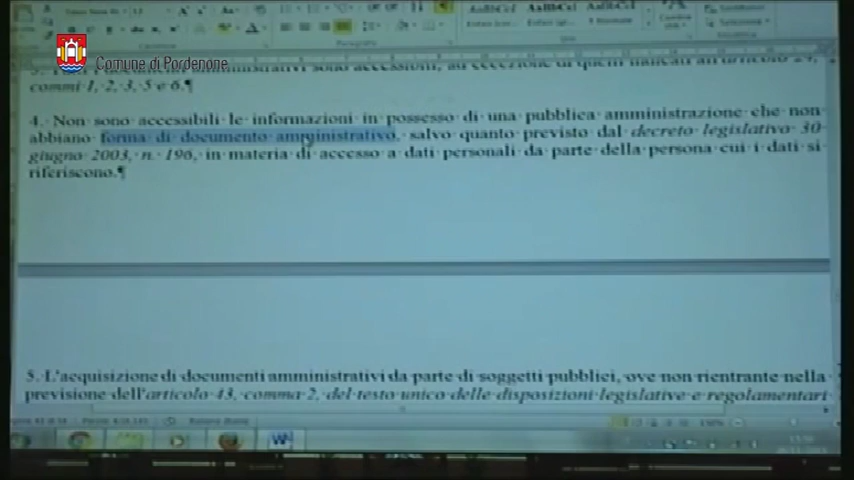 Comune di Pordenone
AaBbCcI AaBbCcI AaBbCc
Paragrafo
commi 1, 2, 3, 5 e 6.¶
4. Non sono accessibili le informazioni in possesso di una pubblica amministrazione che non
abbiano forma di documento amministrativo, salvo quanto previsto dal decreto legislativo 30
giugno 2003, n. 196, in materia di accesso a dati personali da parte della persona cui i dati si
riferiscono.¶
5. L'acquisizione di documenti amministrativi da parte di soggetti pubblici, ove non rientrante nella
previsione dell'articolo 43, comma 2, del testo unico delle disposizioni legislative e regolamentari